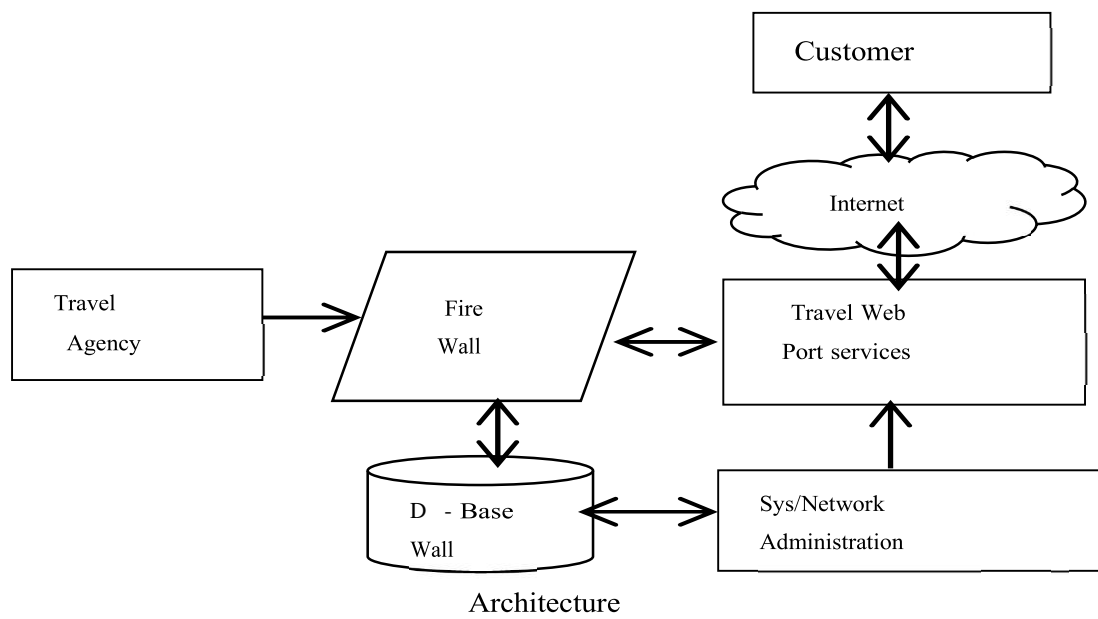 Customer
Internet
Travel
Agency
Fire
Wall
Travel Web
Port services
D - Base
Wall
Sys/Network
Administration
Architecture